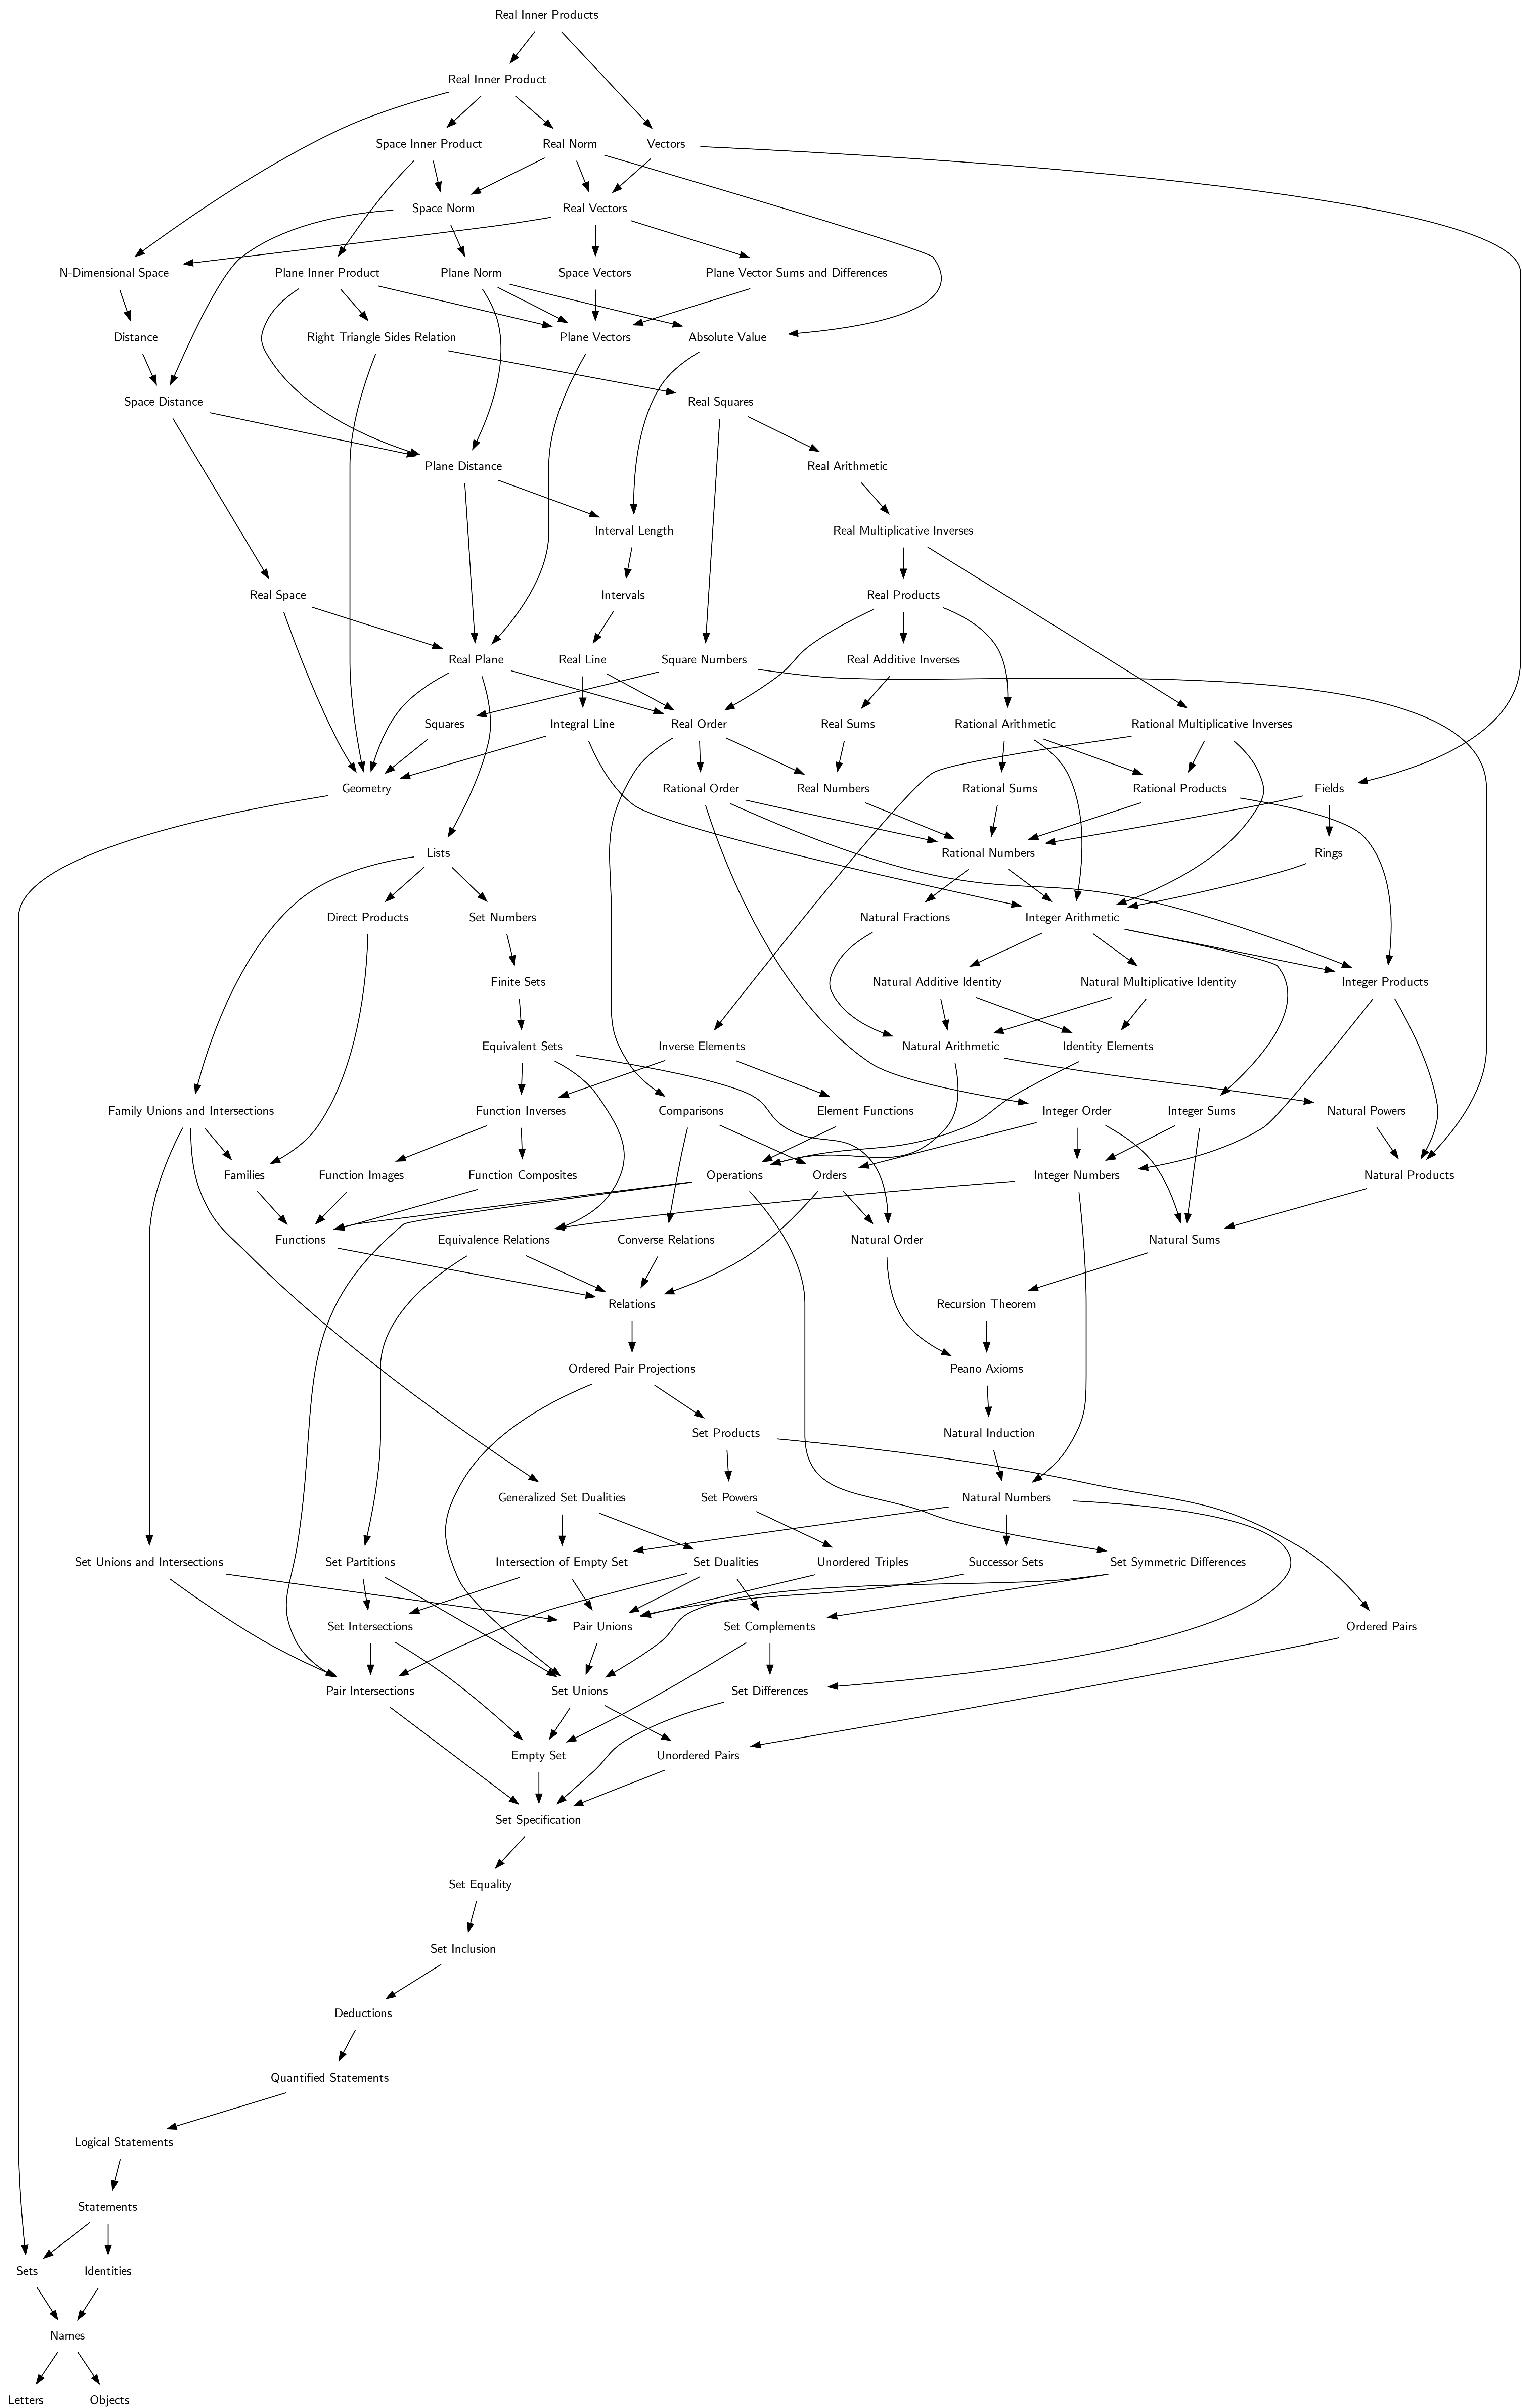 Real Inner Products
Real Inner Product
Space Inner Product
Real Norm
Vectors
Space Norm
Real Vectors
N-Dimensional Space
Plane Inner Product
Plane Norm
Space Vectors
Plane Vector Sums and Differences
Distance
Right Triangle Sides Relation
Plane Vectors
Absolute Value
Space Distance
Real Squares
Plane Distance
Real Arithmetic
Interval Length
Real Multiplicative Inverses
Real Space
Intervals
Real Products
Real Plane
Real Line
Square Numbers
Real Additive Inverses
Squares
Integral Line
Real Order
Real Sums
Rational Arithmetic
Rational Multiplicative Inverses
Geometry
Rational Order
Real Numbers
Rational Sums
Rational Products
Fields
Lists
Rational Numbers
Rings
Direct Products
Set Numbers
Natural Fractions
Integer Arithmetic
Finite Sets
Natural Additive Identity
Natural Multiplicative Identity
Integer Products
Equivalent Sets
Inverse Elements
Natural Arithmetic
Identity Elements
Family Unions and Intersections
Function Inverses
Comparisons
Element Functions
Integer Order
Integer Sums
Natural Powers
Families
Function Images
Function Composites
Operations
Orders
Integer Numbers
Natural Products
Functions
Equivalence Relations
Converse Relations
Natural Order
Natural Sums
Relations
Recursion Theorem
Ordered Pair Projections
Peano Axioms
Set Products
Natural Induction
Generalized Set Dualities
Set Powers
Natural Numbers
Set Unions and Intersections
Set Partitions
Intersection of Empty Set
Set Dualities
Unordered Triples
Successor Sets
Set Symmetric Differences
Set Intersections
Pair Unions
Set Complements
Ordered Pairs
Pair Intersections
Set Unions
Set Differences
Empty Set
Unordered Pairs
Set Specification
Set Equality
Set Inclusion
Deductions
Quantified Statements
Logical Statements
Statements
Sets
Identities
Names
Letters
Objects